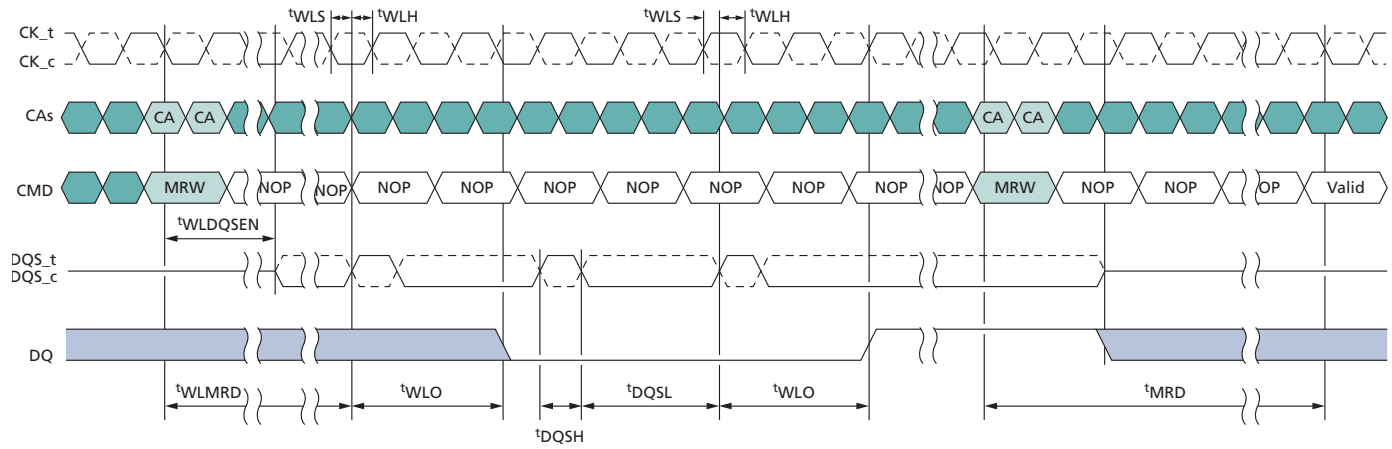 tWLS tWLH tWLS tWLH
CK_t
CK_c
CAs CA CA CA CA
CMD MRW NOP NOP NOP NOP NOP NOP NOP NOP NOP NOP MRW NOP NOP OP Valid
tWLDQSEN
DQS_t
DQS_c
DQ
tWLMRD tWLO tDQSL tWLO tMRD
tDQSH